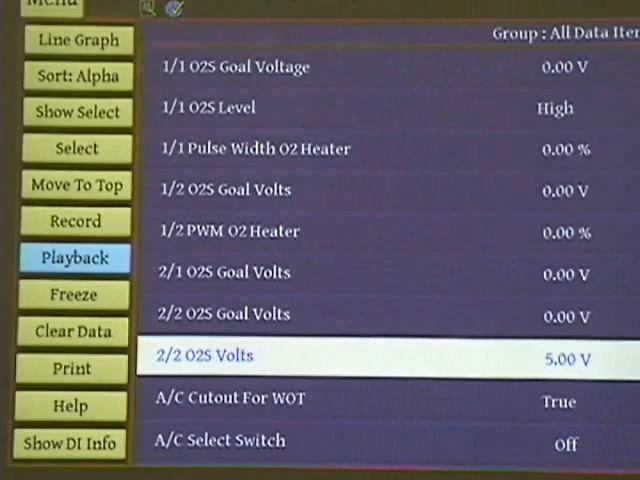 Menu
Line Graph
Sort: Alpha
Show Select
Select
Move To Top
Record
Playback
Freeze
Clear Data
Print
Help
Show DI Info
Group : All Data
1/1 O2S Goal Voltage 0.00 V
1/1 O2S Level High
1/1 Pulse Width O2 Heater 0.00 %
1/2 O2S Goal Volts 0.00 V
1/2 PWM O2 Heater 0.00 %
2/1 O2S Goal Volts 0.00 V
2/2 O2S Goal Volts 0.00 V
2/2 O2S Volts 5.00 V
A/C Cutout For WOT True
A/C Select Switch Off